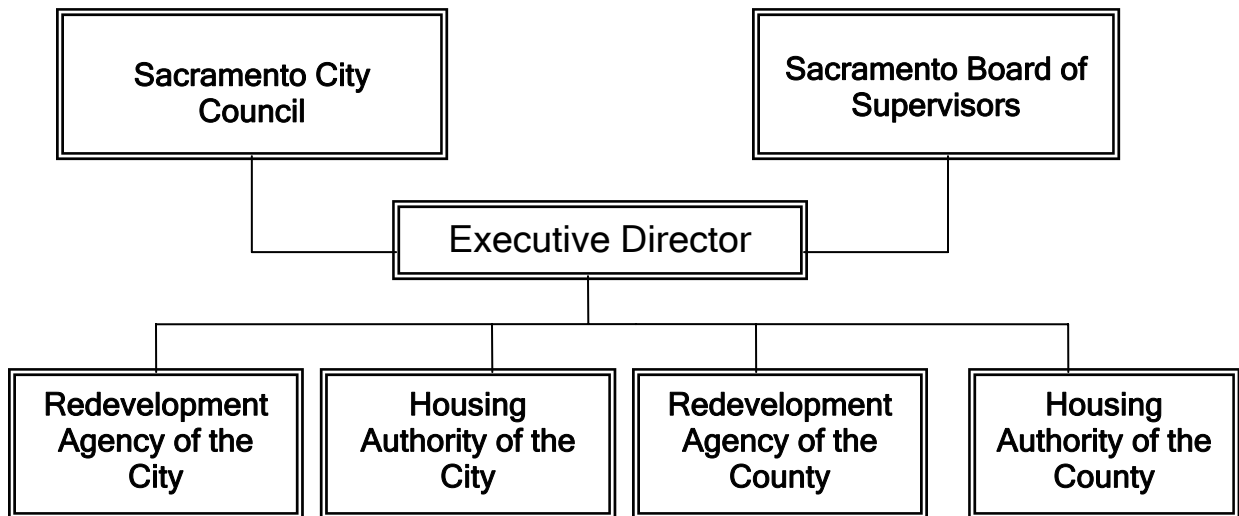 Sacramento City
Council
Sacramento Board of
Supervisors
Executive Director
Redevelopment
Agency of the
City
Housing
Authority of the
City
Redevelopment
Agency of the
County
Housing
Authority of the
County